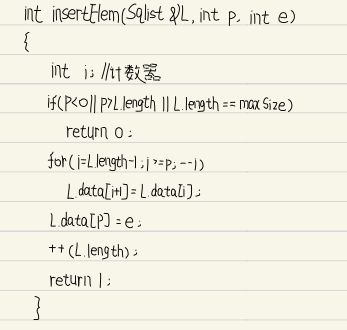 int insertElem(Sqlist &L, int p, int e)
{
int i; //计数器
if(p<0 || p>L.length || L.length == maxSize)
return 0;
for(i=L.length-1; i>=p; --i)
L.data[i+1] = L.data[i];
L.data[p] = e;
++(L.length);
return 1;
}